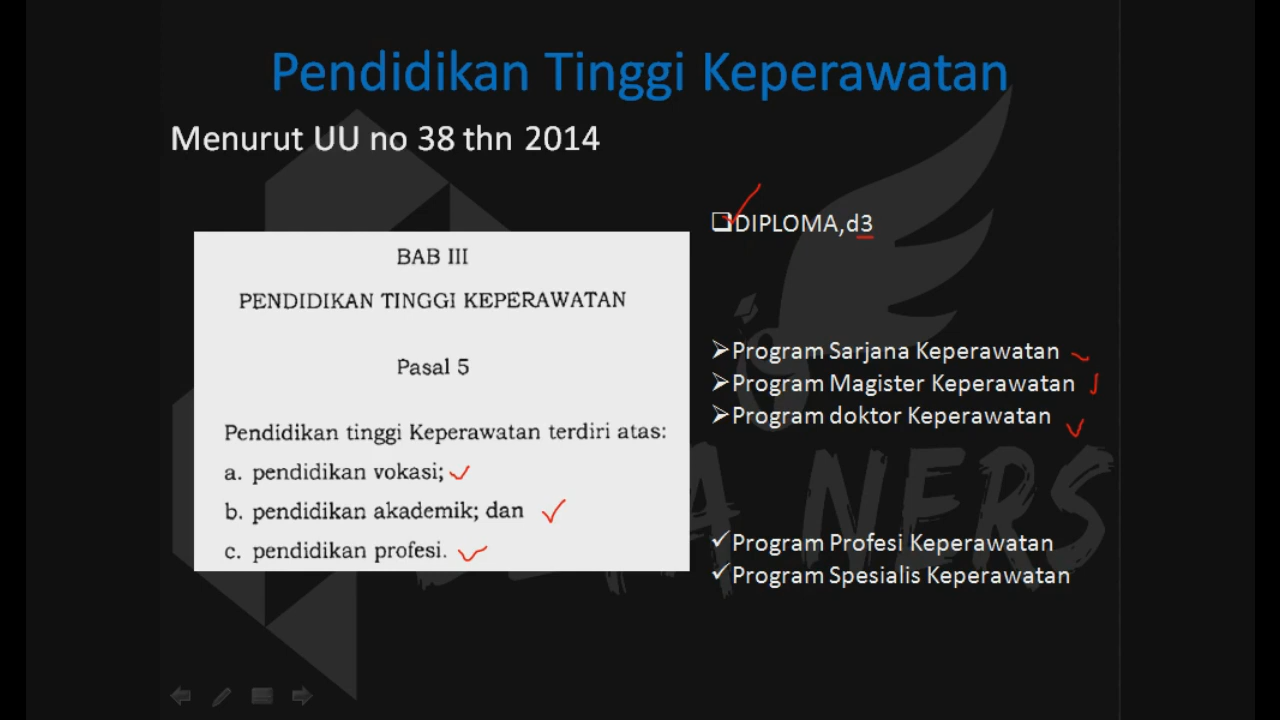 Pendidikan Tinggi Keperawatan
Menurut UU no 38 thn 2014
BAB III
PENDIDIKAN TINGGI KEPERAWATAN
Pasal 5
Pendidikan tinggi Keperawatan terdiri atas:
a. pendidikan vokasi;
b. pendidikan akademik; dan
c. pendidikan profesi.
DIPLOMA,d3
Program Sarjana Keperawatan
Program Magister Keperawatan
Program doktor Keperawatan
Program Profesi Keperawatan
Program Spesialis Keperawatan
NERS